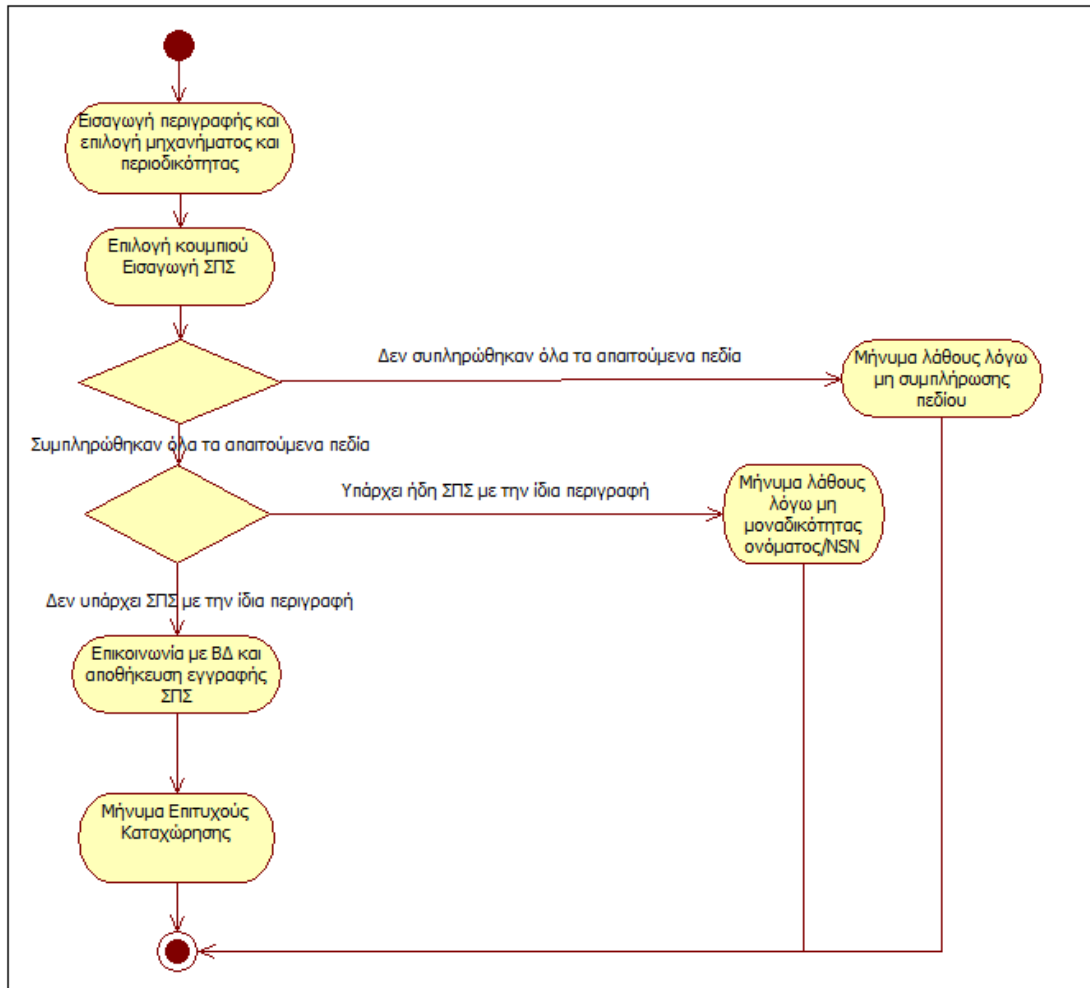 Εισαγωγή περιγραφής και
επιλογή μηχανήματος και
περιοδικότητας
Επιλογή κουμπιού
Εισαγωγή ΣΠΣ
Δεν συπληρώθηκαν όλα τα απαιτούμενα πεδία
Μήνυμα λάθους λόγω
μη συμπλήρωσης
πεδίου
Συμπληρώθηκαν όλα τα απαιτούμενα πεδία
Υπάρχει ήδη ΣΠΣ με την ίδια περιγραφή
Μήνυμα λάθους
λόγω μη
μοναδικότητας
ονόματος/NSN
Δεν υπάρχει ΣΠΣ με την ίδια περιγραφή
Επικοινωνία με ΒΔ και
αποθήκευση εγγραφής
ΣΠΣ
Μήνυμα Επιτυχούς
Καταχώρησης